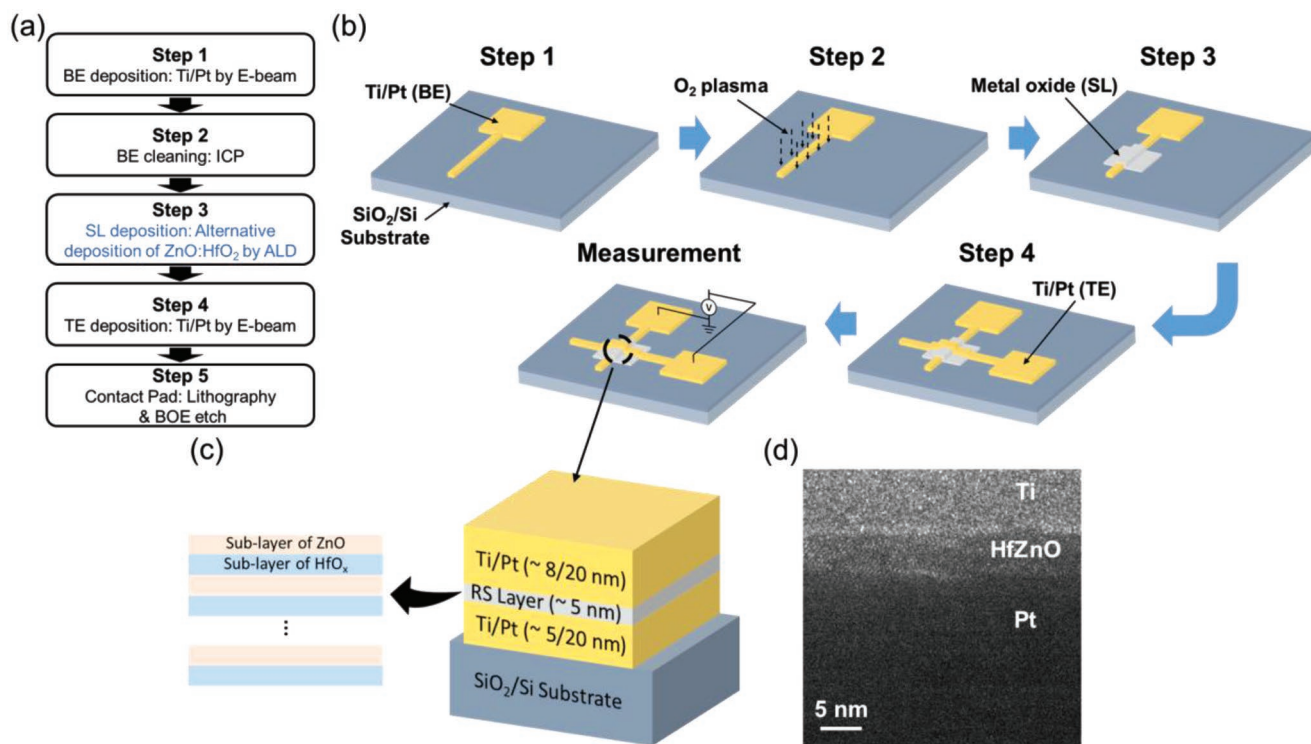 (a)
Step 1
BE deposition: Ti/Pt by E-beam
Step 2
BE cleaning: ICP
Step 3
SL deposition: Alternative
deposition of ZnO:HfO₂ by ALD
Step 4
TE deposition: Ti/Pt by E-beam
Step 5
Contact Pad: Lithography
& BOE etch
(b)
Step 1
Ti/Pt (BE)
SiO₂/Si
Substrate
Step 2
O₂ plasma
Step 3
Metal oxide (SL)
Measurement
V
Step 4
Ti/Pt (TE)
(c)
Sub-layer of ZnO
Sub-layer of HfOₓ
⋮
Ti/Pt (~ 8/20 nm)
RS Layer (~ 5 nm)
Ti/Pt (~ 5/20 nm)
SiO₂/Si Substrate
(d)
Ti
HfZnO
Pt
5 nm